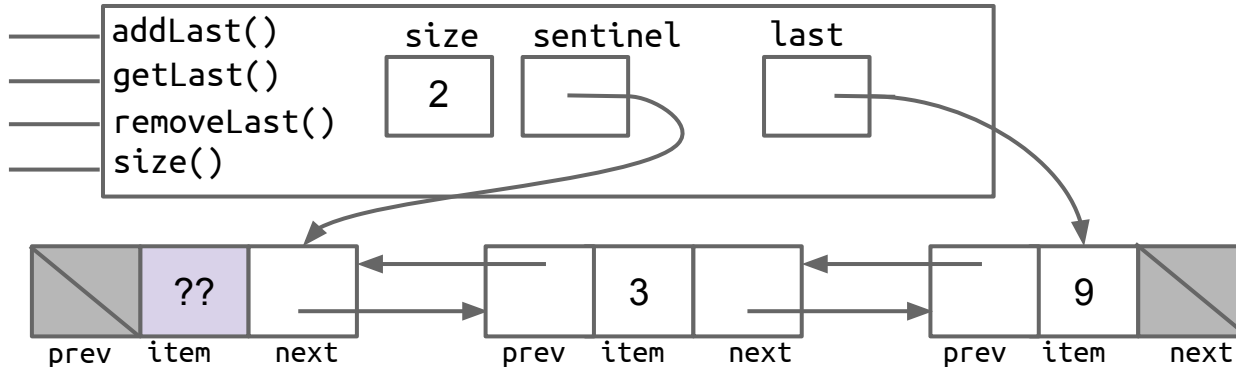 addLast()
size sentinel last
getLast()
2
removeLast()
size()
?? 3 9
prev item next prev item next prev item next